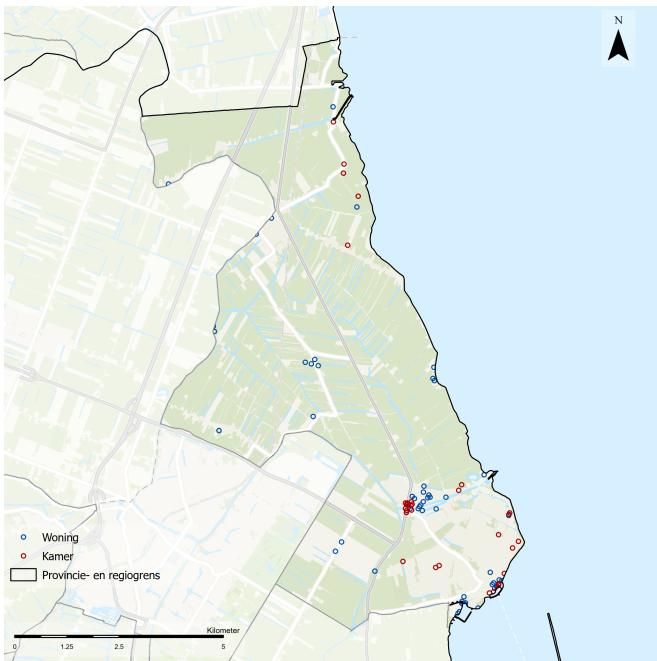 N
Woning
Kamer
Provincie- en regiogrens
Kilometer
0 1.25 2.5 5